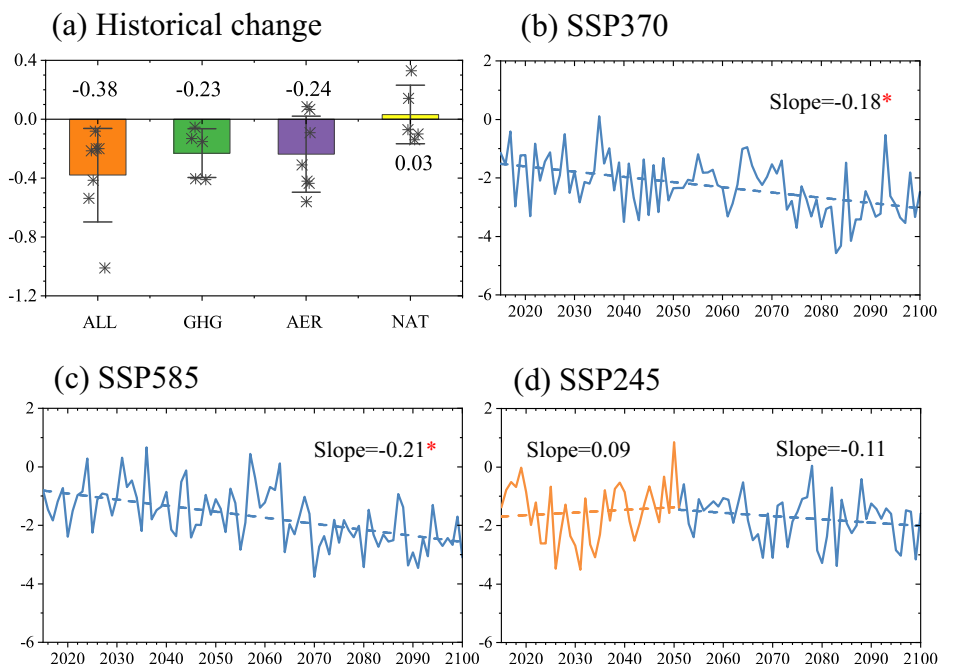 (a) Historical change
0.4
0.0
-0.4
-0.8
-1.2
-0.38
-0.23
-0.24
0.03
ALL GHG AER NAT
(b) SSP370
2
0
-2
-4
-6
Slope=-0.18*
2020 2030 2040 2050 2060 2070 2080 2090 2100
(c) SSP585
2
0
-2
-4
-6
Slope=-0.21*
2020 2030 2040 2050 2060 2070 2080 2090 2100
(d) SSP245
2
0
-2
-4
-6
Slope=0.09 Slope=-0.11
2020 2030 2040 2050 2060 2070 2080 2090 2100